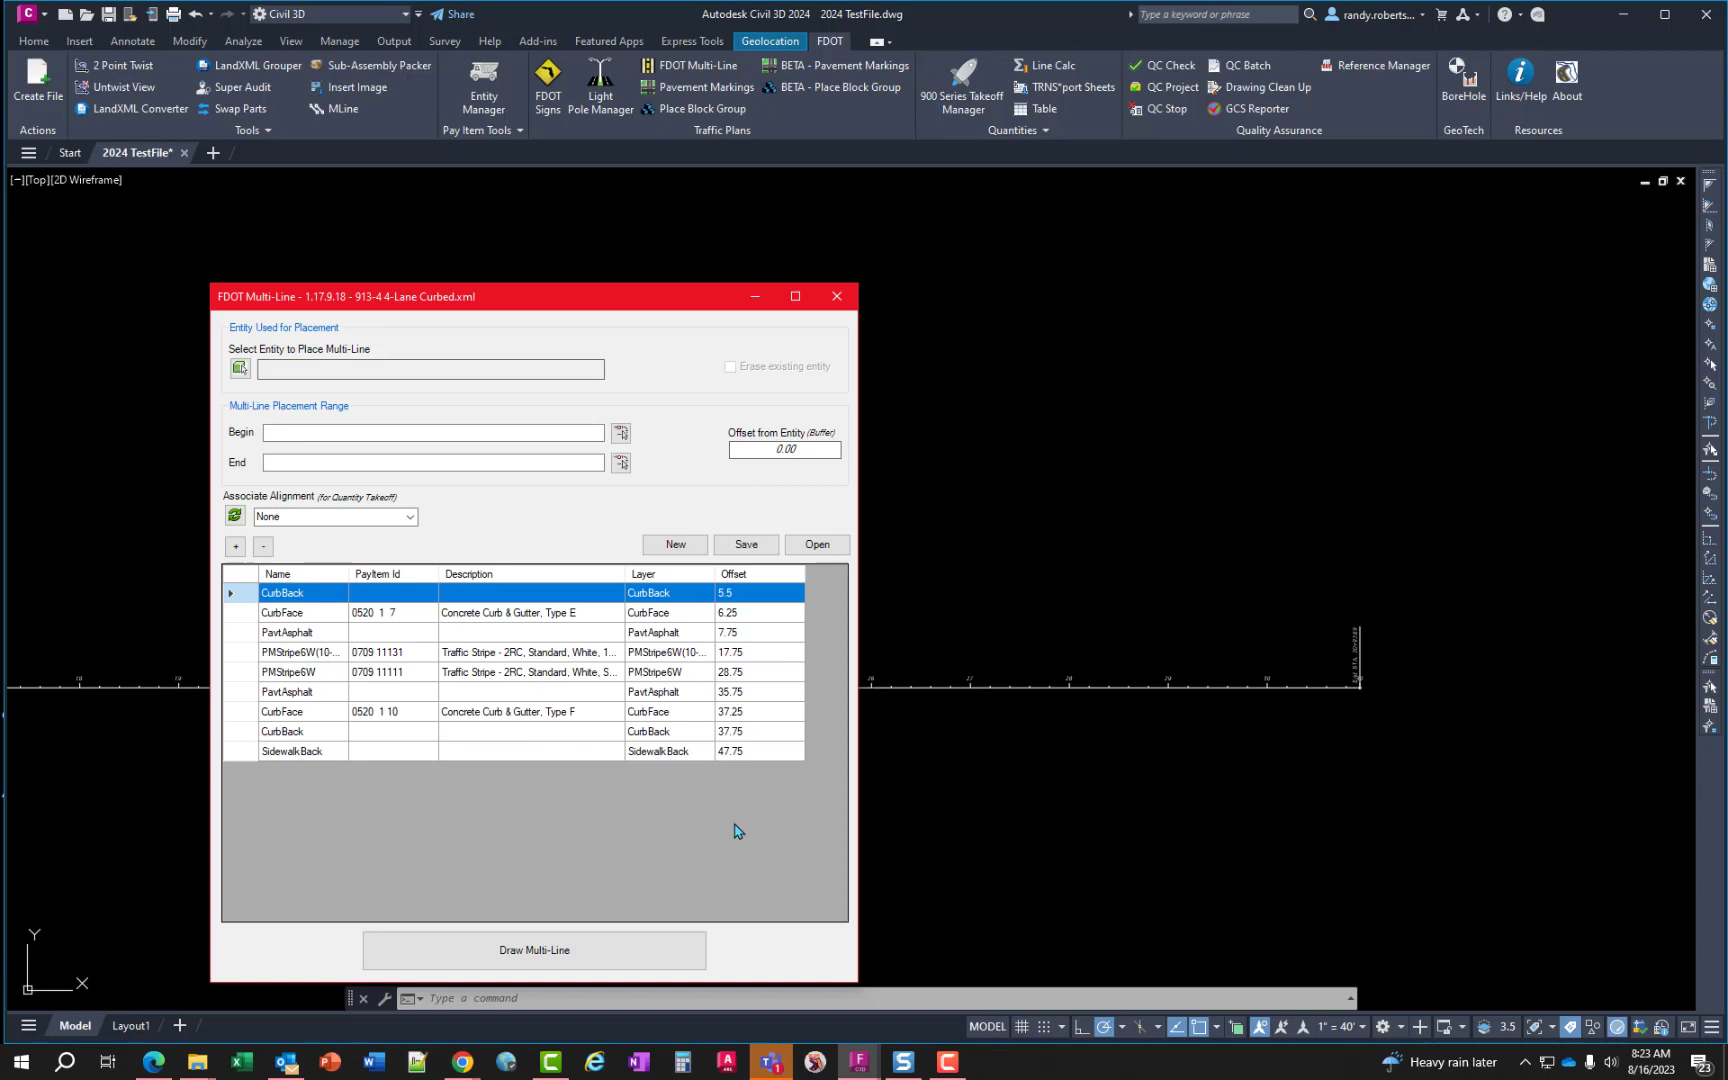 C
Civil 3D
Share
Autodesk Civil 3D 2024 2024 TestFile.dwg
Type a keyword or phrase
randy.roberts...
Home Insert Annotate Modify Analyze View Manage Output Survey Help Add-ins Featured Apps Express Tools Geolocation FDOT
Create File
Actions
2 Point Twist
Untwist View
LandXML Converter
LandXML Grouper
Super Audit
Swap Parts
Sub-Assembly Packer
Insert Image
MLine
Tools
Entity Manager
Pay Item Tools
FDOT Signs
Light Pole Manager
FDOT Multi-Line
Pavement Markings
Place Block Group
BETA - Pavement Markings
BETA - Place Block Group
Traffic Plans
900 Series Takeoff Manager
Line Calc
TRNS*port Sheets
Table
Quantities
QC Check
QC Project
QC Stop
QC Batch
Drawing Clean Up
GCS Reporter
Reference Manager
Quality Assurance
BoreHole
GeoTech
Links/Help
About
Resources
Start
2024 TestFile*
[−][Top][2D Wireframe]
FDOT Multi-Line - 1.17.9.18 - 913-4 4-Lane Curbed.xml
Entity Used for Placement
Select Entity to Place Multi-Line
Erase existing entity
Multi-Line Placement Range
Begin
Offset from Entity (Buffer)
0.00
End
Associate Alignment (for Quantity Takeoff)
None
+ -
New Save Open
Name PayItem Id Description Layer Offset
CurbBack CurbBack 5.5
CurbFace 0520 1 7 Concrete Curb & Gutter, Type E CurbFace 6.25
PavtAsphalt PavtAsphalt 7.75
PMStripe6W(10-... 0709 11131 Traffic Stripe - 2RC, Standard, White, 1... PMStripe6W(10-... 17.75
PMStripe6W 0709 11111 Traffic Stripe - 2RC, Standard, White, S... PMStripe6W 28.75
PavtAsphalt PavtAsphalt 35.75
CurbFace 0520 1 10 Concrete Curb & Gutter, Type F CurbFace 37.25
CurbBack CurbBack 37.75
SidewalkBack SidewalkBack 47.75
Draw Multi-Line
18 19 26 27 28 29 30
Y
X
Type a command
Model Layout1
MODEL
1" = 40'
3.5
Heavy rain later
8:23 AM
8/16/2023
23